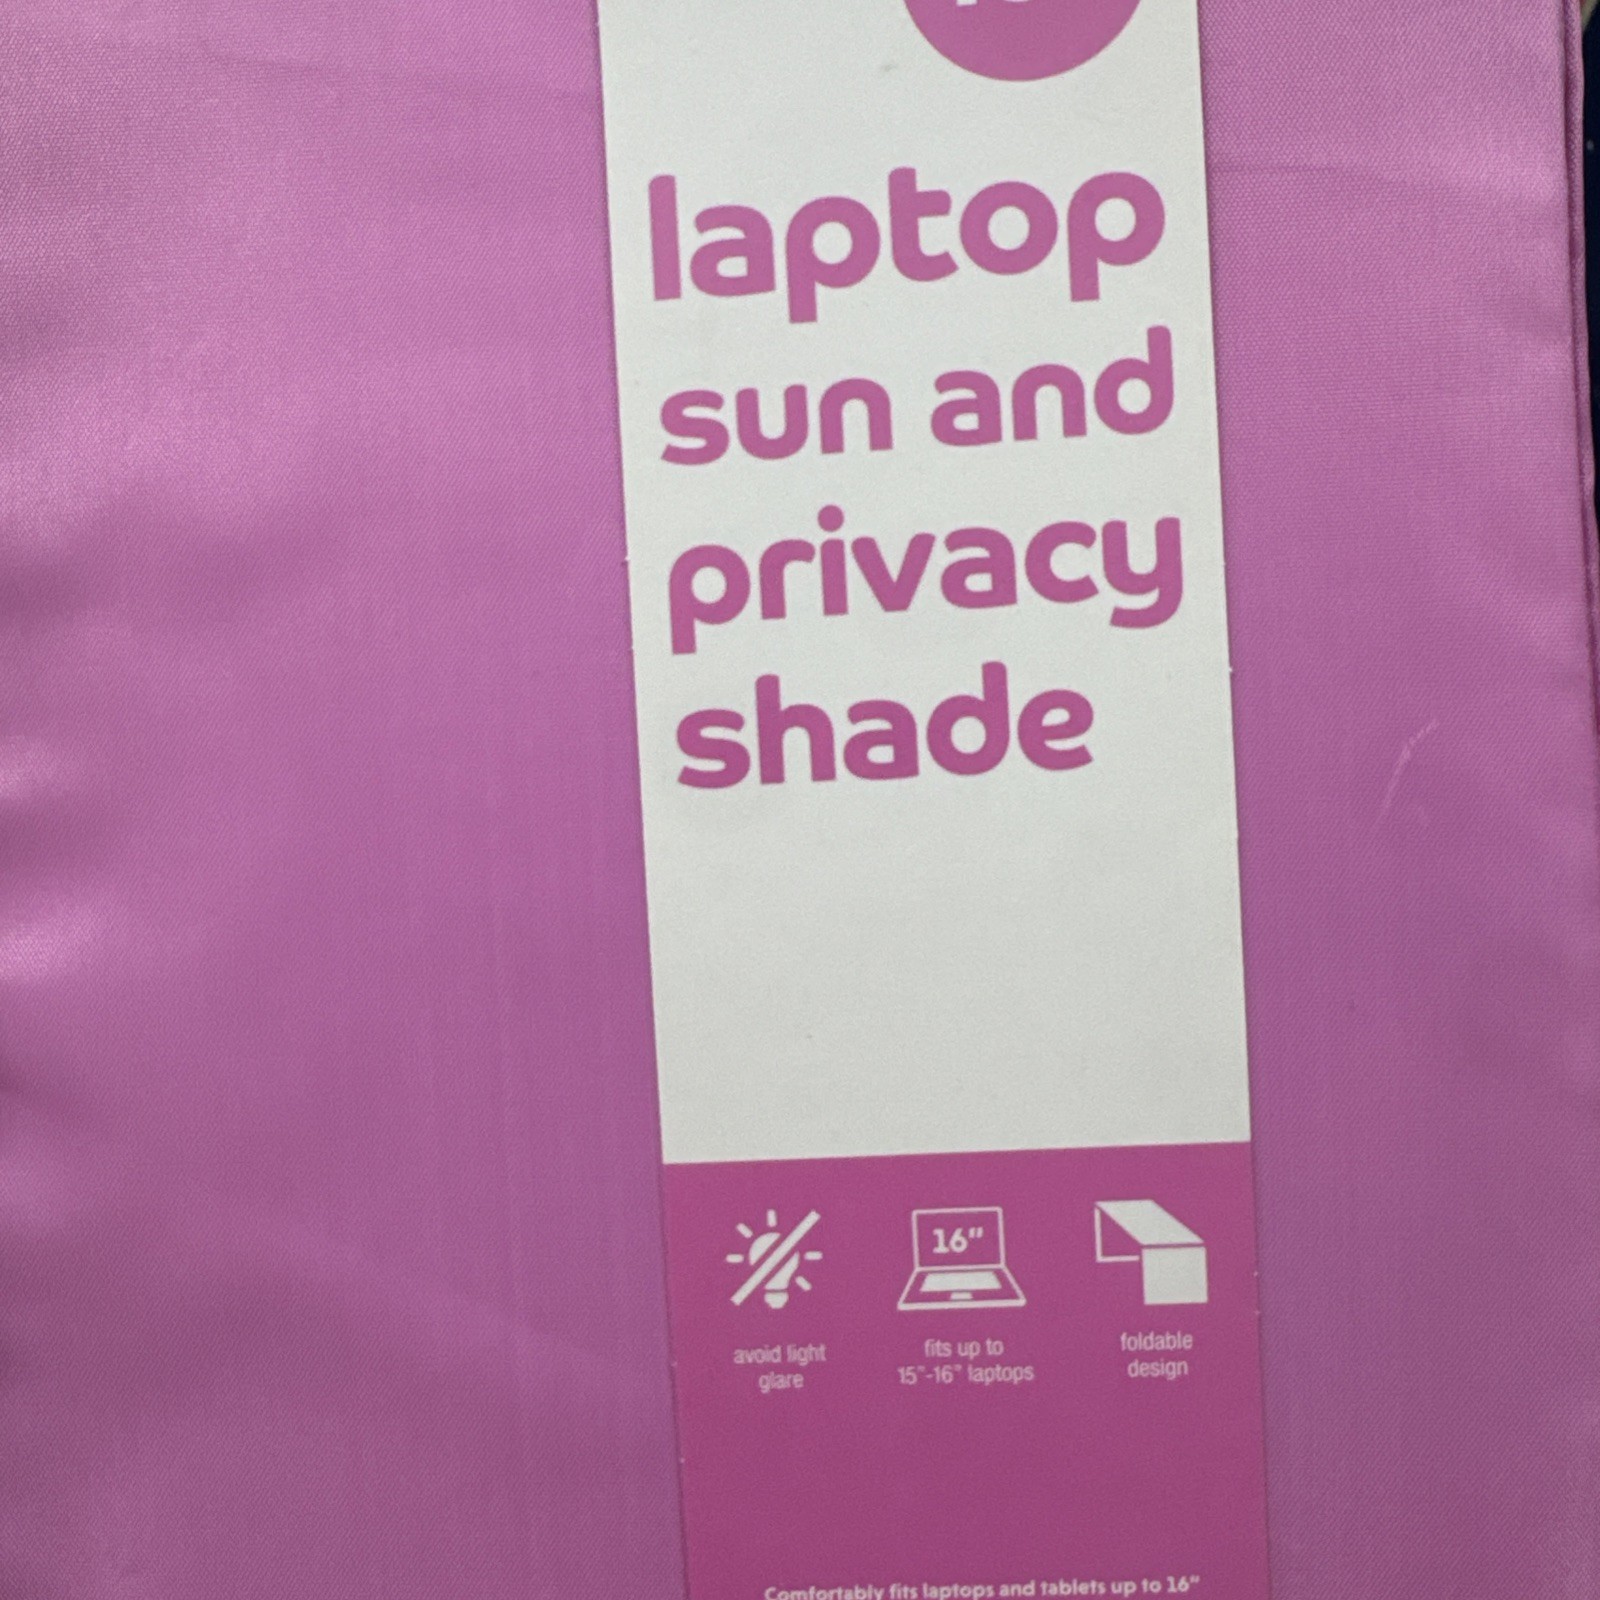 laptop
sun and
privacy
shade
16"
avoid light
glare
fits up to
15"-16" laptops
foldable
design
Comfortably fits laptops and tablets up to 16"